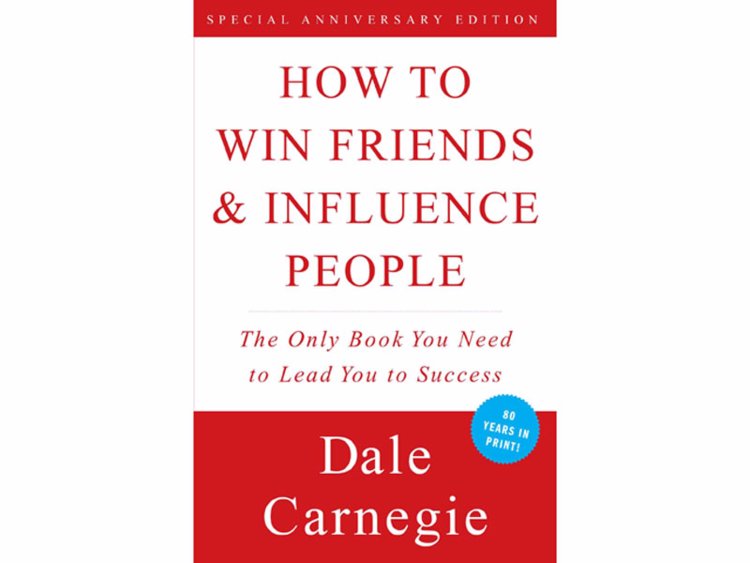 SPECIAL ANNIVERSARY EDITION
HOW TO
WIN FRIENDS
& INFLUENCE
PEOPLE
The Only Book You Need
to Lead You to Success
80
YEARS IN
PRINT!
Dale
Carnegie